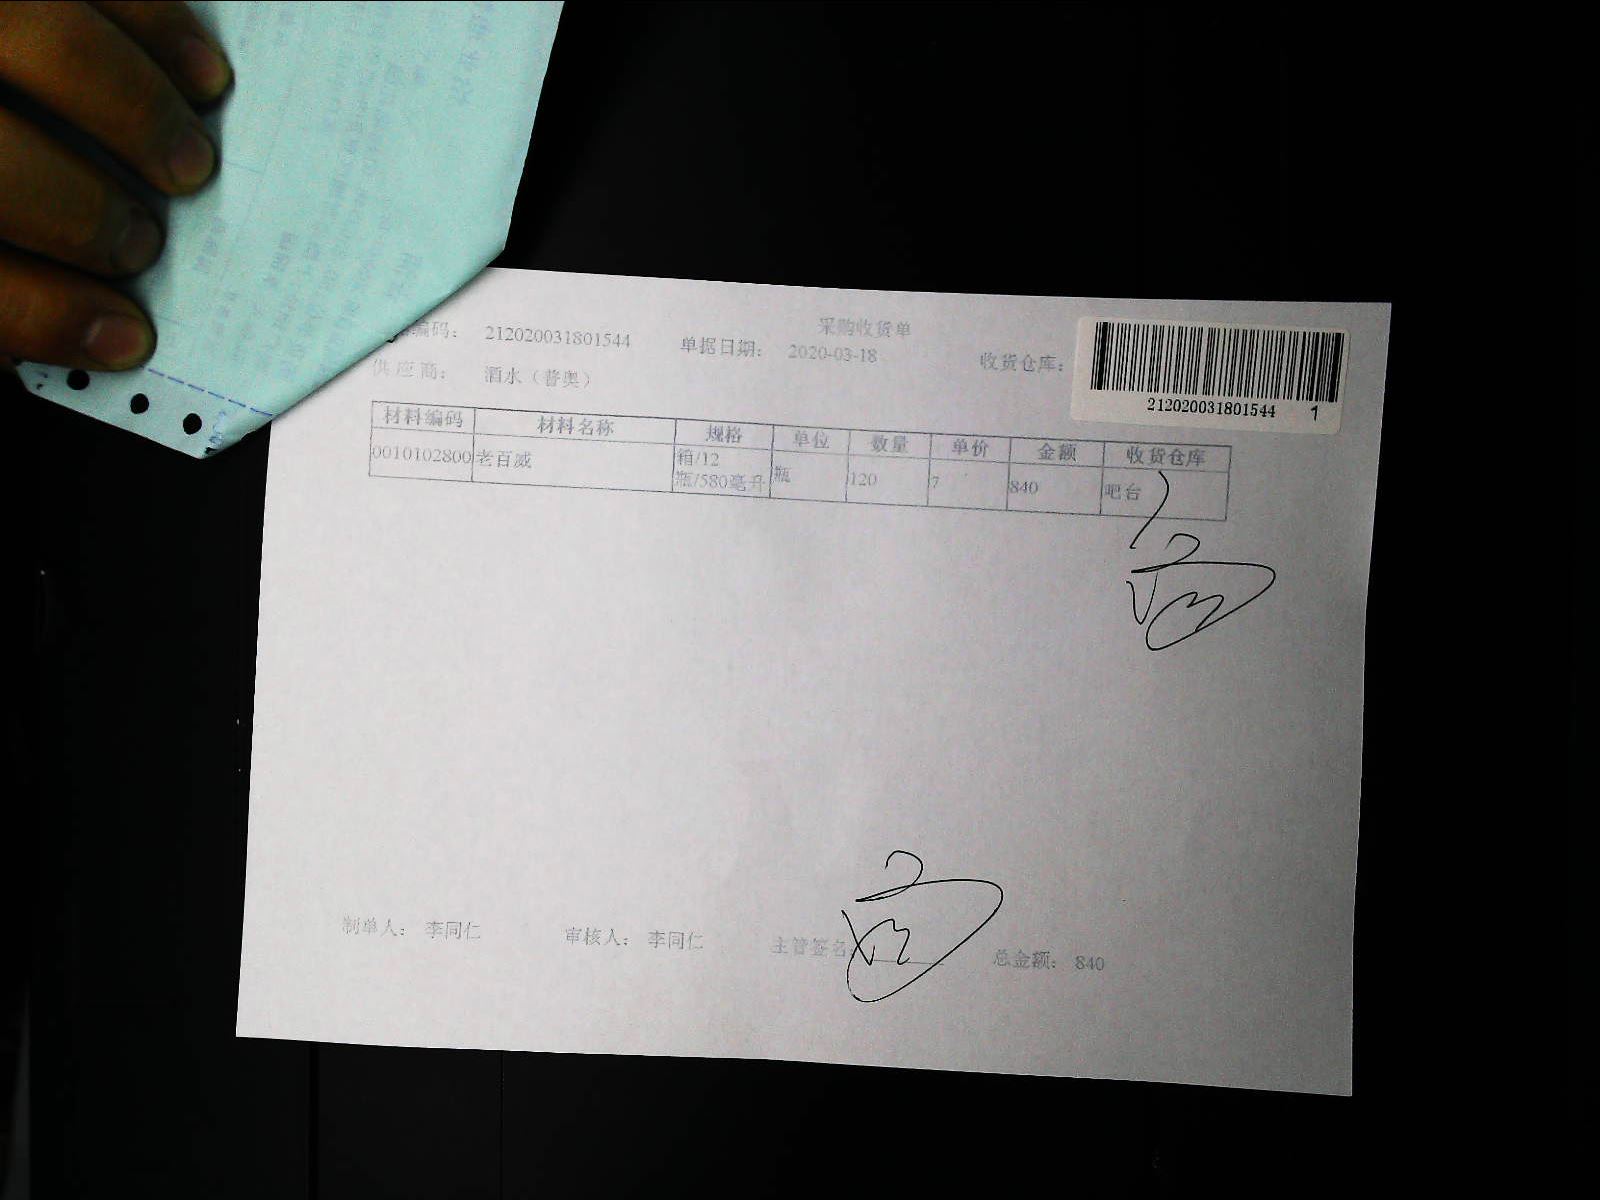 采购收货单
编码： 212020031801544 单据日期： 2020-03-18 收货仓库：
212020031801544 1
供应商： 酒水（普奥）
材料编码 材料名称 规格 单位 数量 单价 金额 收货仓库
0010102800 老百威 箱/12瓶/580毫升 瓶 120 7 840 吧台
制单人： 李同仁 审核人： 李同仁 主管签名： 总金额： 840